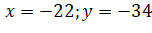 x = −22; y = −34